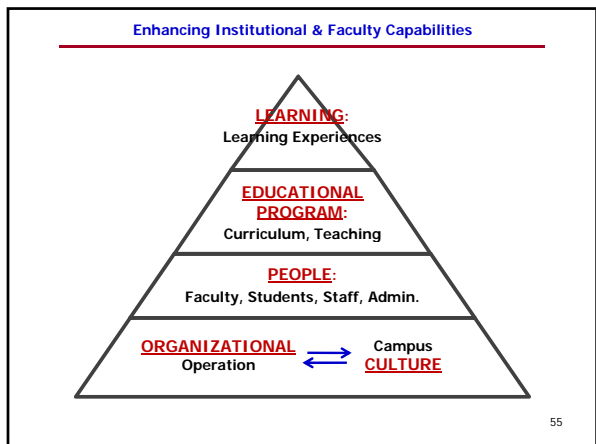 Enhancing Institutional & Faculty Capabilities
LEARNING:
Learning Experiences
EDUCATIONAL
PROGRAM:
Curriculum, Teaching
PEOPLE:
Faculty, Students, Staff, Admin.
ORGANIZATIONAL
Operation
Campus
CULTURE
55